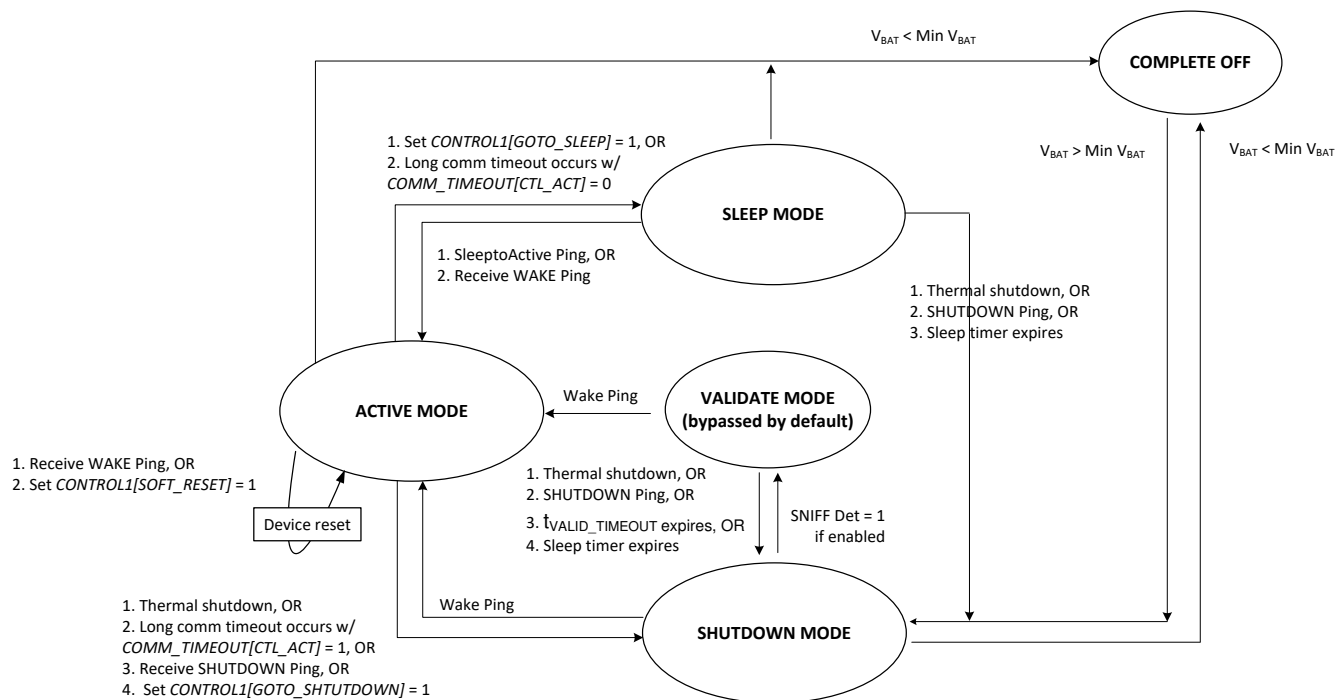 V_BAT < Min V_BAT
COMPLETE OFF
1. Set CONTROL1[GOTO_SLEEP] = 1, OR
2. Long comm timeout occurs w/
COMM_TIMEOUT[CTL_ACT] = 0
V_BAT > Min V_BAT
V_BAT < Min V_BAT
SLEEP MODE
1. SleeptoActive Ping, OR
2. Receive WAKE Ping
1. Thermal shutdown, OR
2. SHUTDOWN Ping, OR
3. Sleep timer expires
ACTIVE MODE
Wake Ping
VALIDATE MODE
(bypassed by default)
1. Receive WAKE Ping, OR
2. Set CONTROL1[SOFT_RESET] = 1
Device reset
1. Thermal shutdown, OR
2. SHUTDOWN Ping, OR
3. tVALID_TIMEOUT expires, OR
4. Sleep timer expires
SNIFF Det = 1
if enabled
Wake Ping
1. Thermal shutdown, OR
2. Long comm timeout occurs w/
COMM_TIMEOUT[CTL_ACT] = 1, OR
3. Receive SHUTDOWN Ping, OR
4. Set CONTROL1[GOTO_SHTUTDOWN] = 1
SHUTDOWN MODE